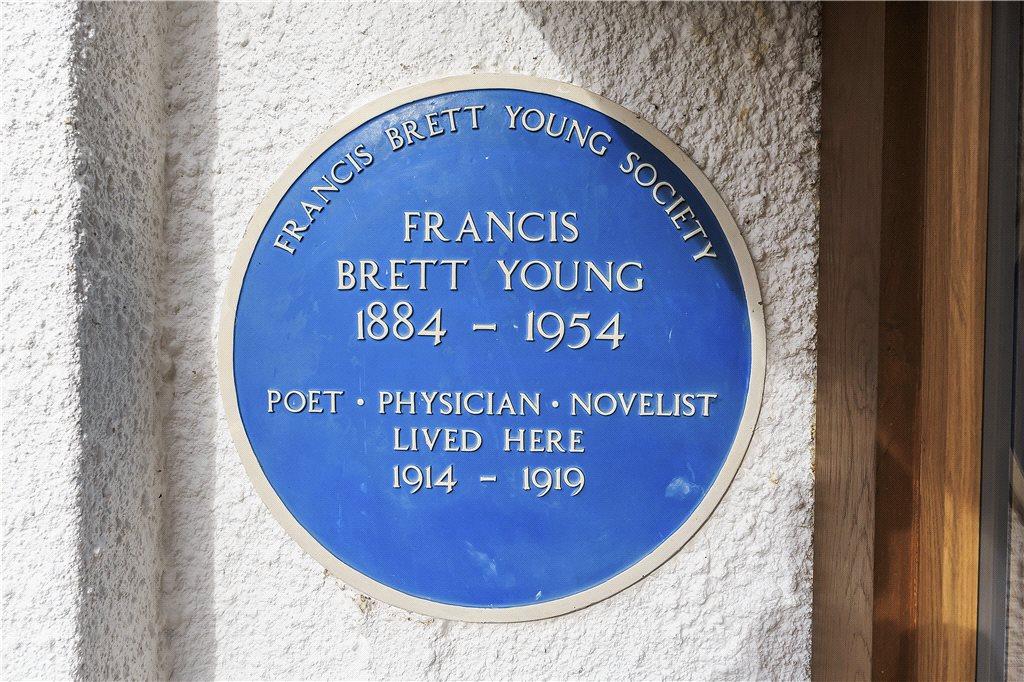 FRANCIS BRETT YOUNG SOCIETY
FRANCIS
BRETT YOUNG
1884 – 1954
POET · PHYSICIAN · NOVELIST
LIVED HERE
1914 – 1919